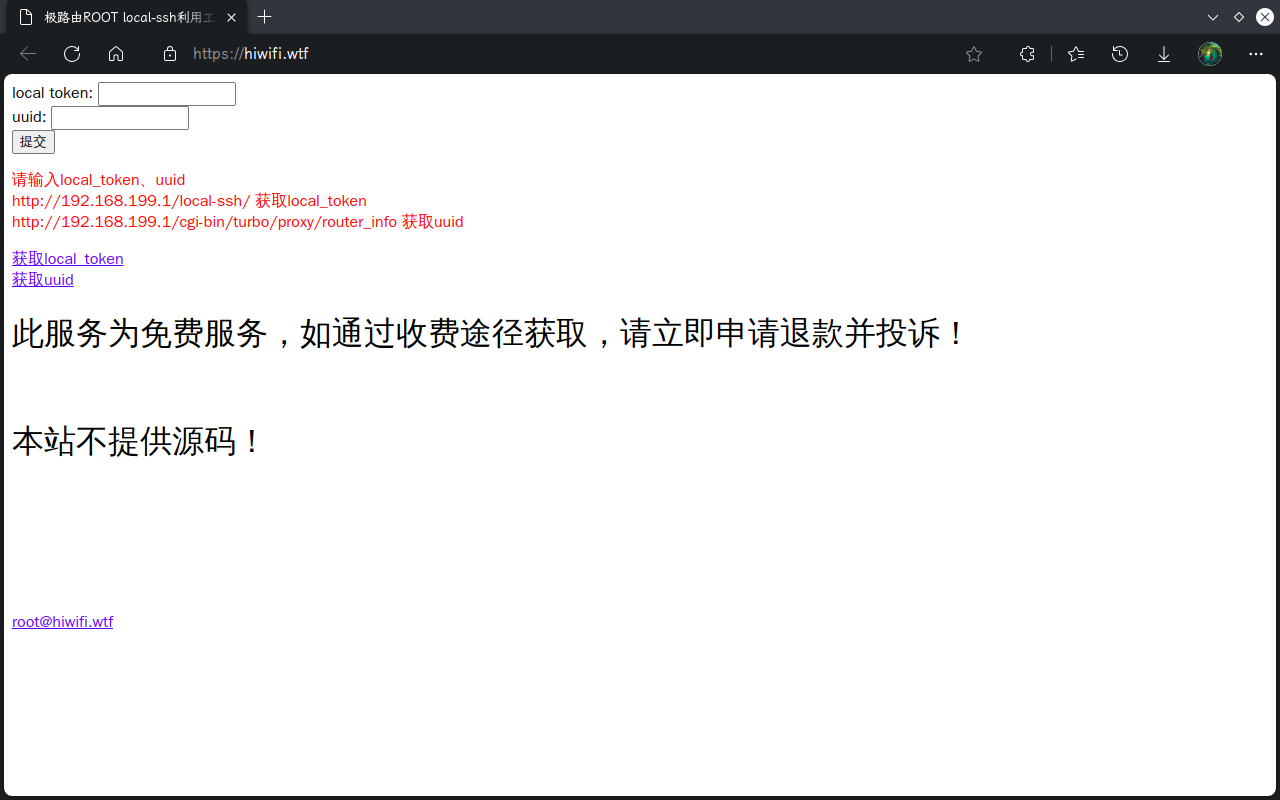 极路由ROOT local-ssh利用工
https://hiwifi.wtf
local token:
uuid:
提交
请输入local_token、uuid
http://192.168.199.1/local-ssh/ 获取local_token
http://192.168.199.1/cgi-bin/turbo/proxy/router_info 获取uuid
获取local_token
获取uuid
此服务为免费服务，如通过收费途径获取，请立即申请退款并投诉！
本站不提供源码！
root@hiwifi.wtf